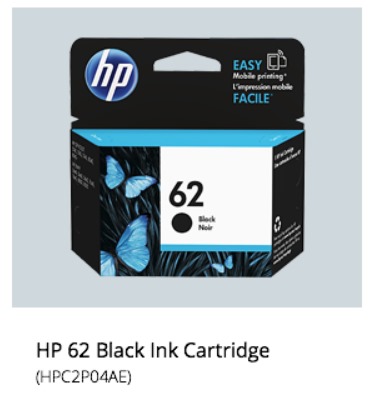 hp
EASY
Mobile printing*
L'impression mobile
FACILE*
62
Black
Noir
HP 62 Black Ink Cartridge
(HPC2P04AE)